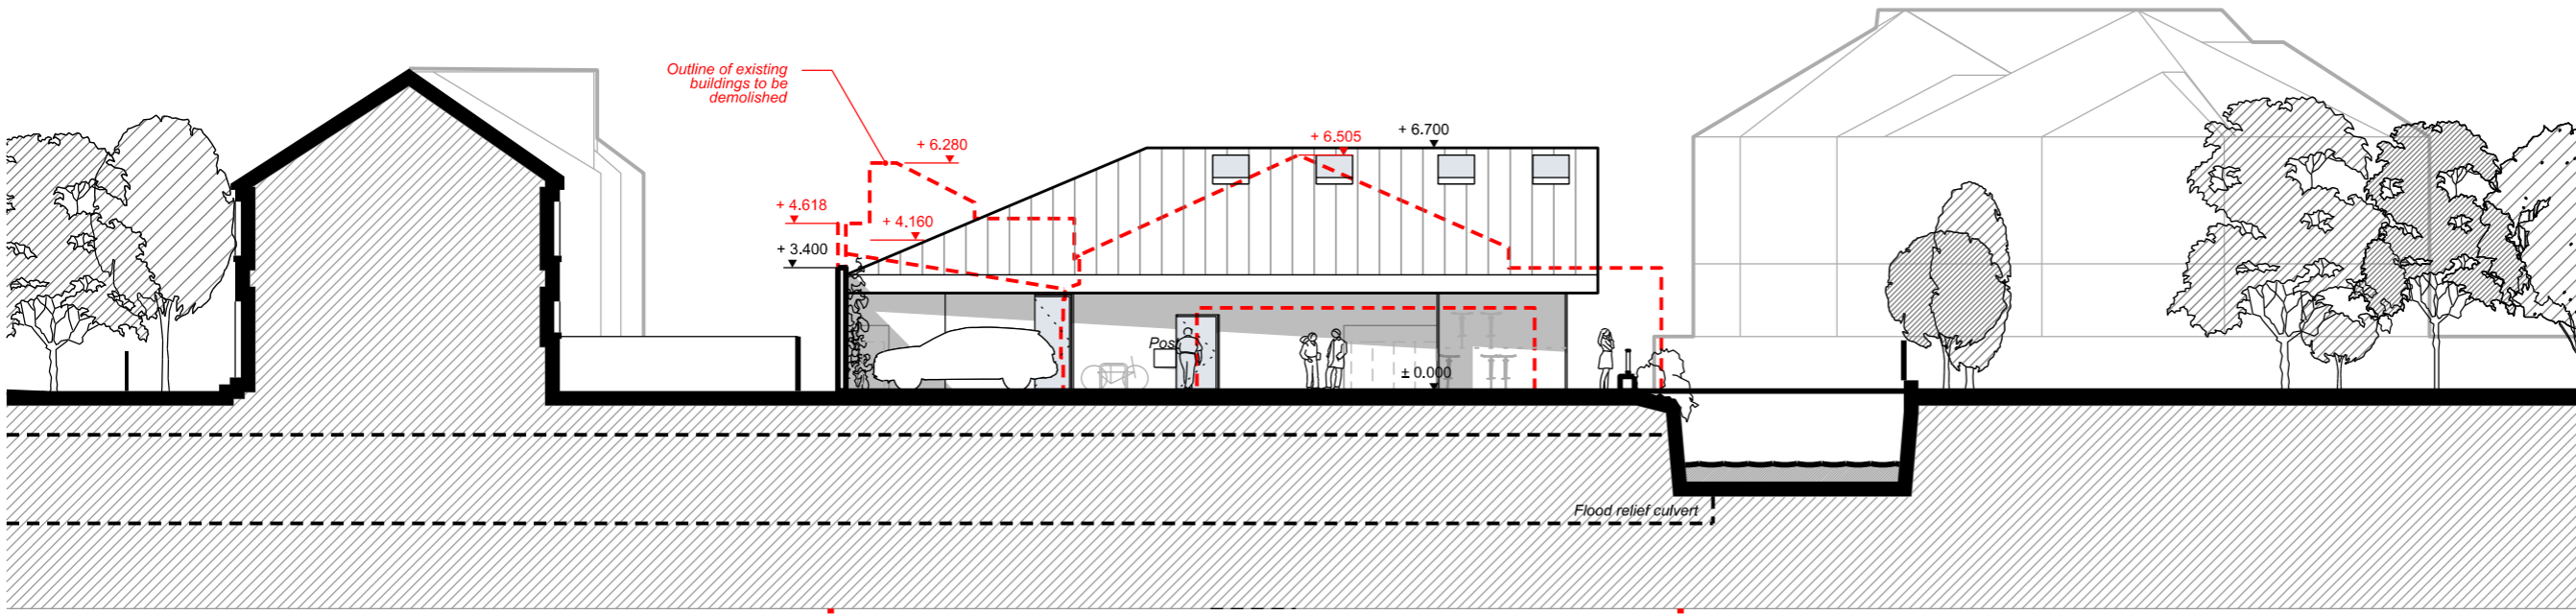 Outline of existing
buildings to be
demolished
+ 6.280
+ 6.505
+ 6.700
+ 4.618
+ 4.160
+ 3.400
Pos
± 0.000
Flood relief culvert